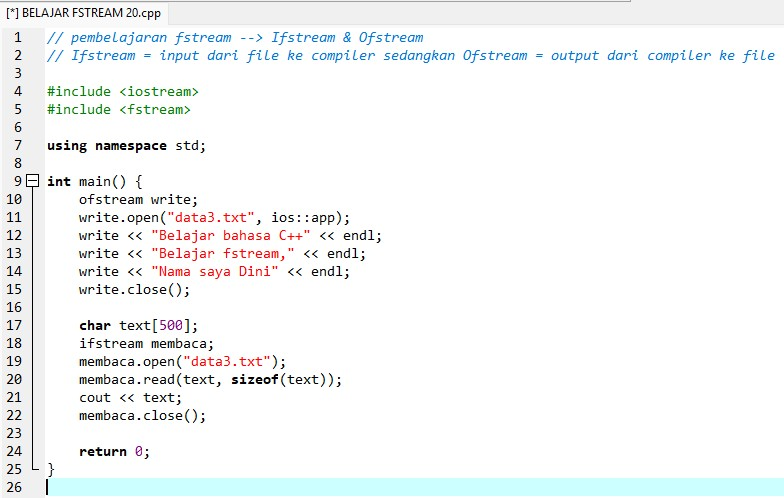 [*] BELAJAR FSTREAM 20.cpp
1 // pembelajaran fstream --> Ifstream & Ofstream
2 // Ifstream = input dari file ke compiler sedangkan Ofstream = output dari compiler ke file
3
4 #include <iostream>
5 #include <fstream>
6
7 using namespace std;
8
9 int main() {
10 ofstream write;
11 write.open("data3.txt", ios::app);
12 write << "Belajar bahasa C++" << endl;
13 write << "Belajar fstream," << endl;
14 write << "Nama saya Dini" << endl;
15 write.close();
16
17 char text[500];
18 ifstream membaca;
19 membaca.open("data3.txt");
20 membaca.read(text, sizeof(text));
21 cout << text;
22 membaca.close();
23
24 return 0;
25 }
26